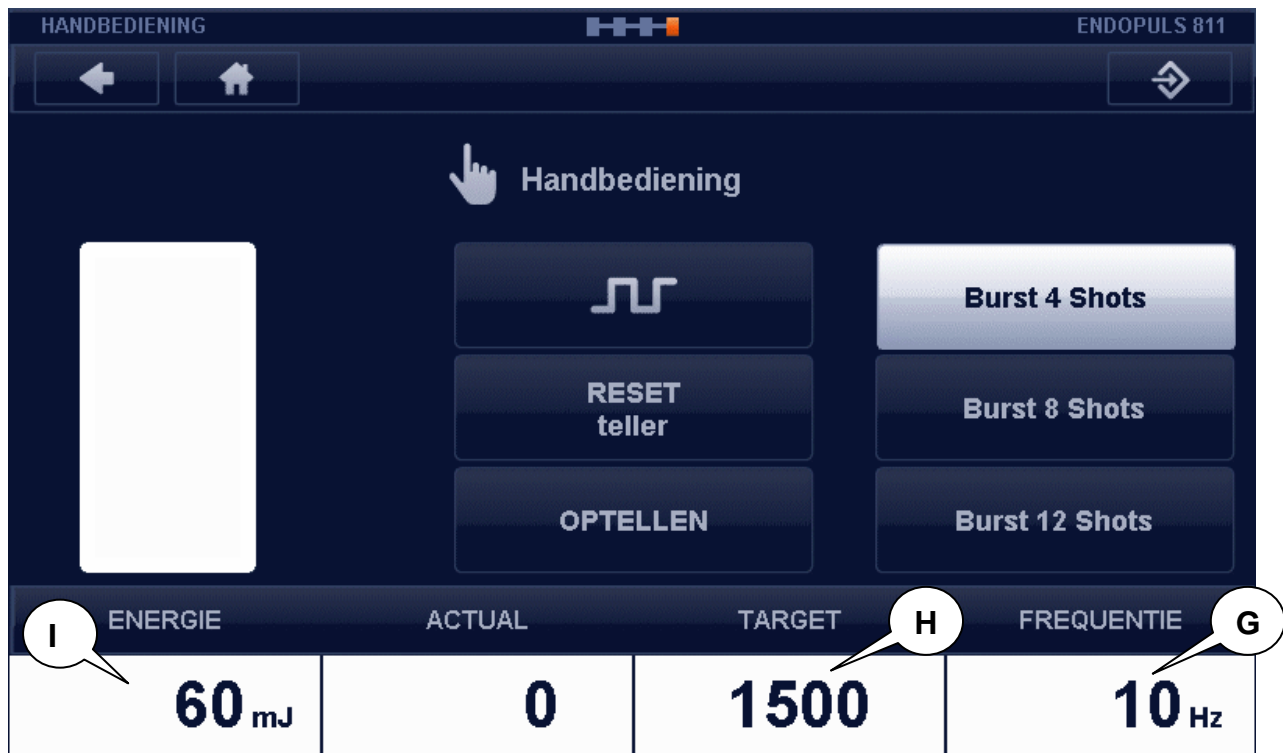 HANDBEDIENING
ENDOPULS 811
Handbediening
Burst 4 Shots
RESET
teller
Burst 8 Shots
OPTELLEN
Burst 12 Shots
ENERGIE
ACTUAL
TARGET
FREQUENTIE
I
H
G
60 mJ
0
1500
10 Hz